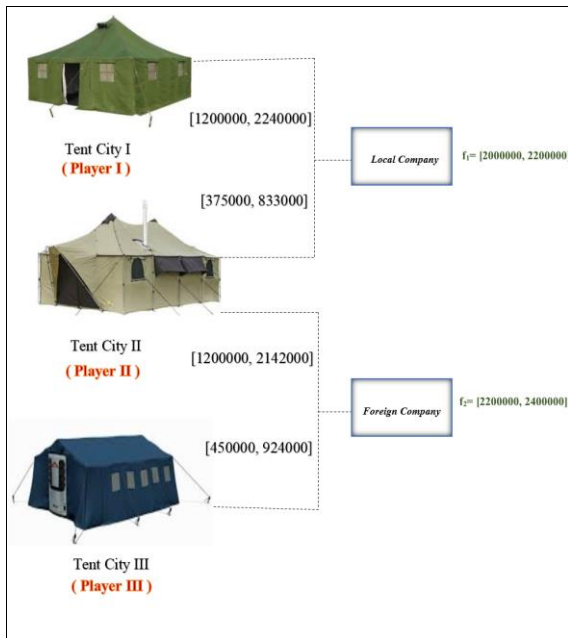 [1200000, 2240000]
Tent City I
( Player I )
Local Company
f₁= [2000000, 2200000]
[375000, 833000]
Tent City II
( Player II )
[1200000, 2142000]
Foreign Company
f₂= [2200000, 2400000]
[450000, 924000]
Tent City III
( Player III )